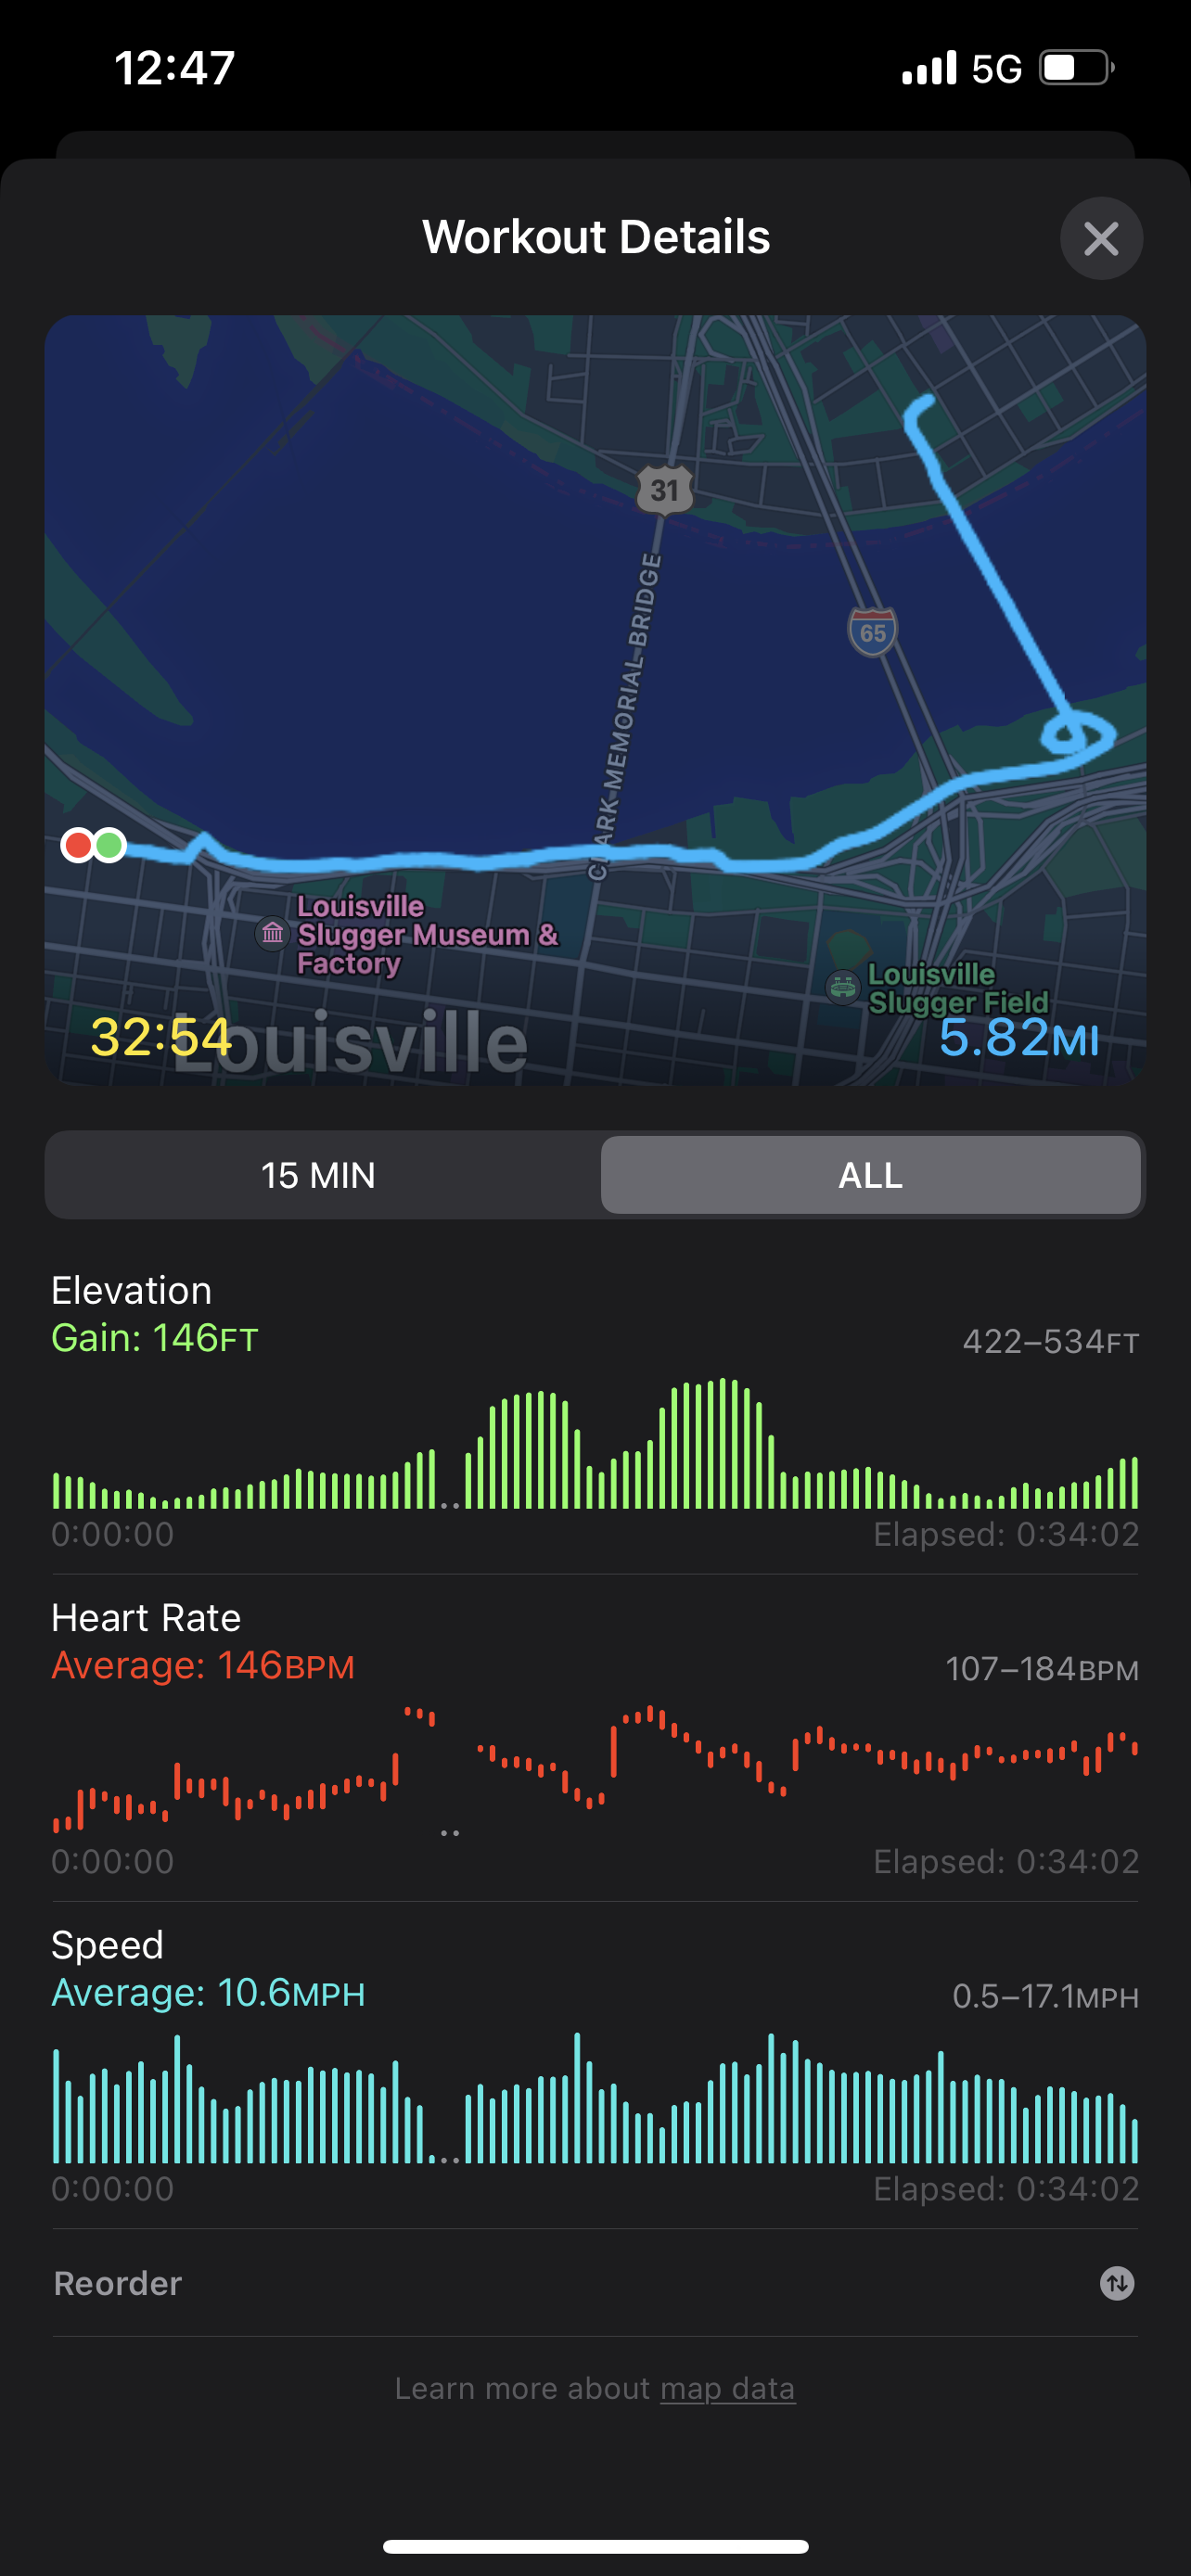 12:47
5G
Workout Details
31
CLARK MEMORIAL BRIDGE
65
Louisville
Slugger Museum &
Factory
Louisville
Slugger Field
Louisville
32:54
5.82MI
15 MIN
ALL
Elevation
Gain: 146FT
422–534FT
0:00:00
Elapsed: 0:34:02
Heart Rate
Average: 146BPM
107–184BPM
0:00:00
Elapsed: 0:34:02
Speed
Average: 10.6MPH
0.5–17.1MPH
0:00:00
Elapsed: 0:34:02
Reorder
Learn more about map data